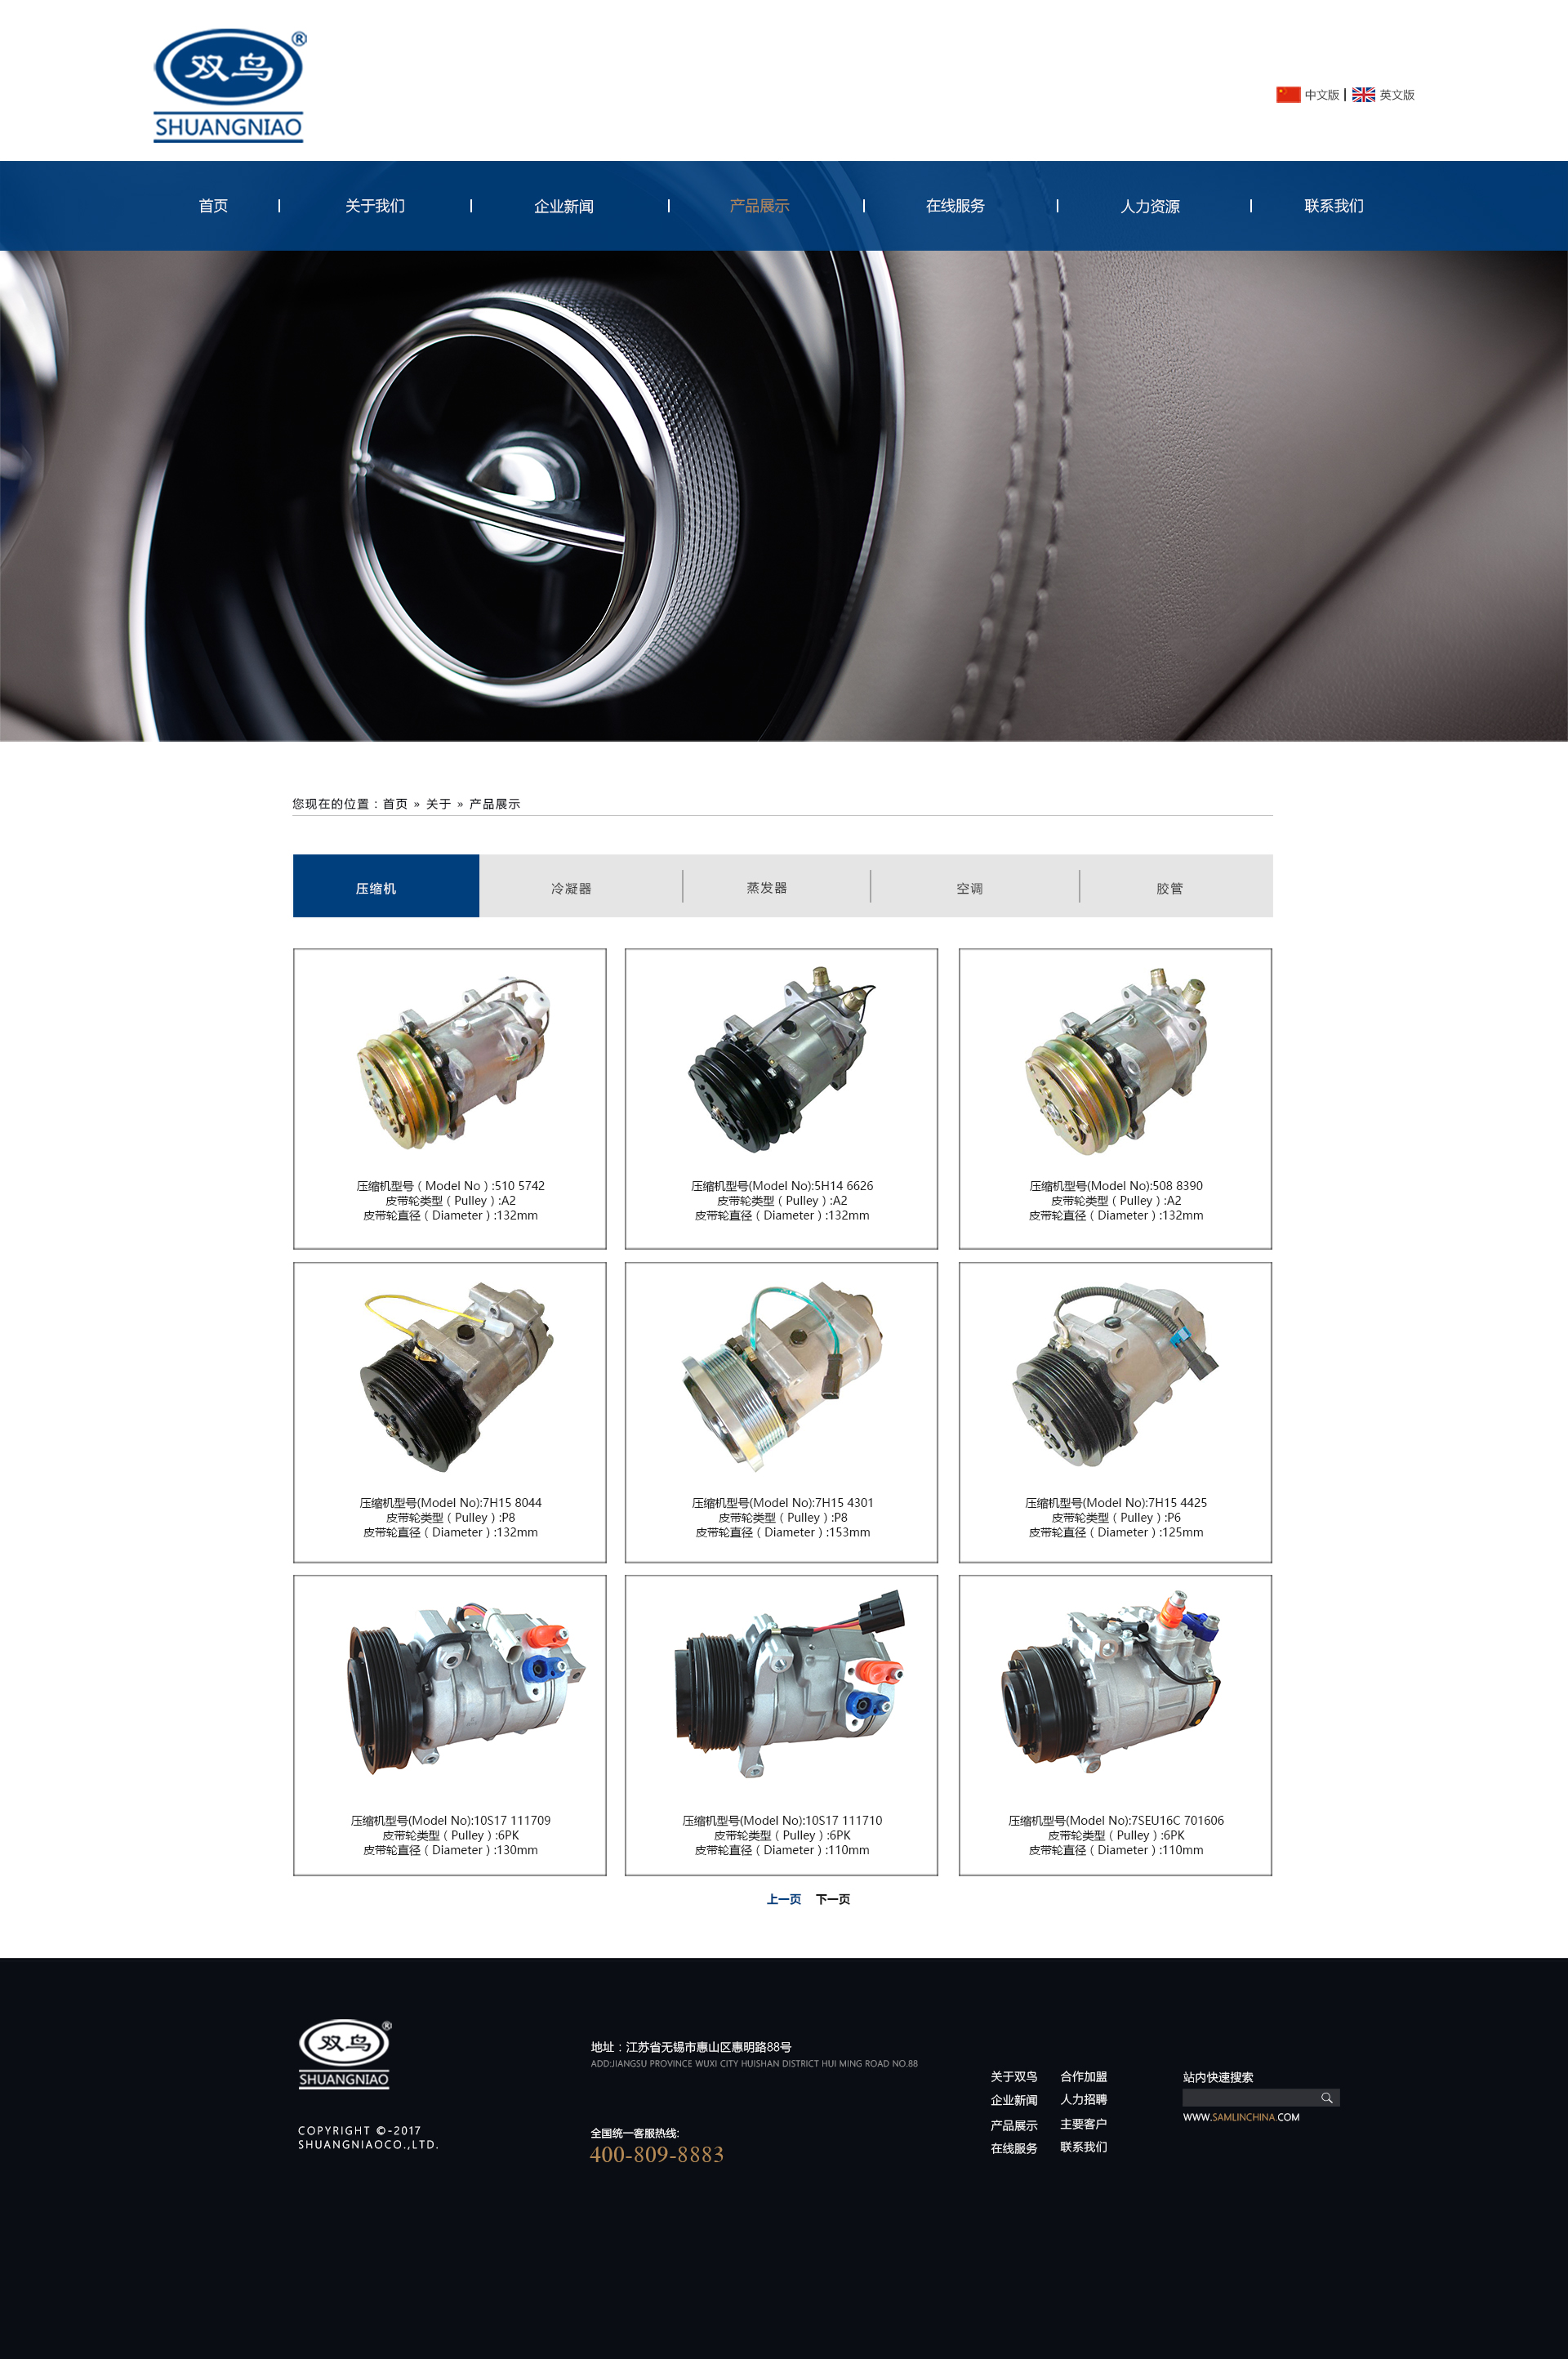 双鸟®
SHUANGNIAO
中文版 | 英文版
首页 关于我们 企业新闻 产品展示 在线服务 人力资源 联系我们
您现在的位置：首页 » 关于 » 产品展示
压缩机 冷凝器 蒸发器 空调 胶管
压缩机型号（Model No）:510 5742
皮带轮类型（Pulley）:A2
皮带轮直径（Diameter）:132mm
压缩机型号(Model No):5H14 6626
皮带轮类型（Pulley）:A2
皮带轮直径（Diameter）:132mm
压缩机型号(Model No):508 8390
皮带轮类型（Pulley）:A2
皮带轮直径（Diameter）:132mm
压缩机型号(Model No):7H15 8044
皮带轮类型（Pulley）:P8
皮带轮直径（Diameter）:132mm
压缩机型号(Model No):7H15 4301
皮带轮类型（Pulley）:P8
皮带轮直径（Diameter）:153mm
压缩机型号(Model No):7H15 4425
皮带轮类型（Pulley）:P6
皮带轮直径（Diameter）:125mm
压缩机型号(Model No):10S17 111709
皮带轮类型（Pulley）:6PK
皮带轮直径（Diameter）:130mm
压缩机型号(Model No):10S17 111710
皮带轮类型（Pulley）:6PK
皮带轮直径（Diameter）:110mm
压缩机型号(Model No):7SEU16C 701606
皮带轮类型（Pulley）:6PK
皮带轮直径（Diameter）:110mm
上一页 下一页
双鸟®
SHUANGNIAO
COPYRIGHT ©-2017
SHUANGNIAOCO.,LTD.
地址：江苏省无锡市惠山区惠明路88号
ADD:JIANGSU PROVINCE WUXI CITY HUISHAN DISTRICT HUI MING ROAD NO.88
全国统一客服热线:
400-809-8883
关于双鸟 合作加盟
企业新闻 人力招聘
产品展示 主要客户
在线服务 联系我们
站内快速搜索
WWW.SAMLINCHINA.COM